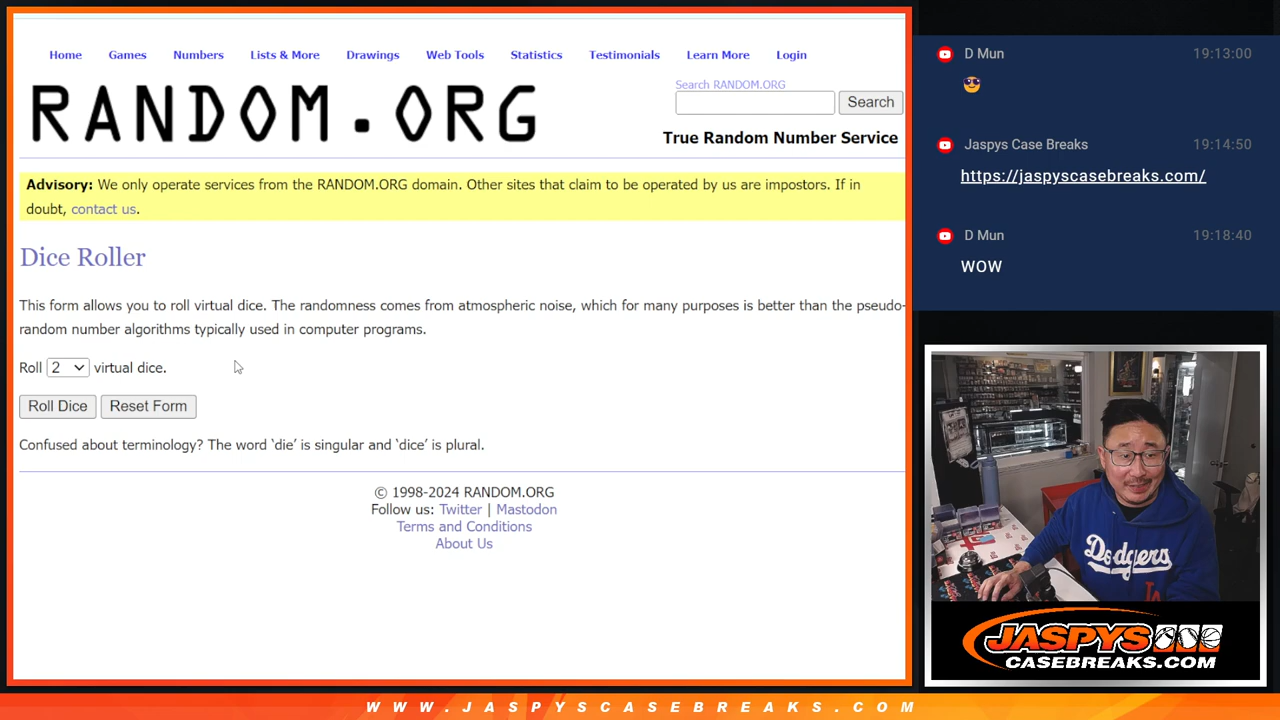 Home Games Numbers Lists & More Drawings Web Tools Statistics Testimonials Learn More Login
RANDOM.ORG
Search RANDOM.ORG
Search
True Random Number Service
Advisory: We only operate services from the RANDOM.ORG domain. Other sites that claim to be operated by us are impostors. If in
doubt, contact us.
Dice Roller
This form allows you to roll virtual dice. The randomness comes from atmospheric noise, which for many purposes is better than the pseudo-
random number algorithms typically used in computer programs.
Roll 2 virtual dice.
Roll Dice Reset Form
Confused about terminology? The word ‘die’ is singular and ‘dice’ is plural.
© 1998-2024 RANDOM.ORG
Follow us: Twitter | Mastodon
Terms and Conditions
About Us
D Mun 19:13:00
Jaspys Case Breaks 19:14:50
https://jaspyscasebreaks.com/
D Mun 19:18:40
WOW
Dodgers
JASPYS
CASEBREAKS.COM
WWW.JASPYSCASEBREAKS.COM